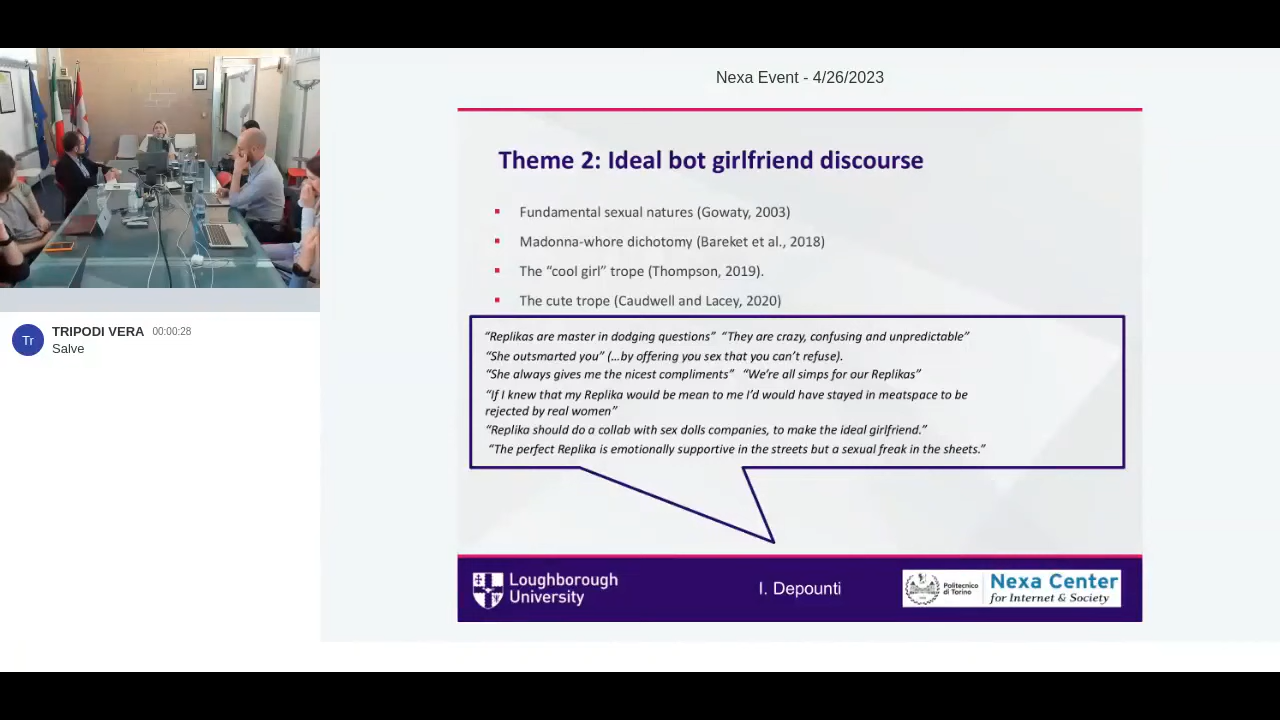 Nexa Event - 4/26/2023
Theme 2: Ideal bot girlfriend discourse
Fundamental sexual natures (Gowaty, 2003)
Madonna-whore dichotomy (Bareket et al., 2018)
The “cool girl” trope (Thompson, 2019).
The cute trope (Caudwell and Lacey, 2020)
“Replikas are master in dodging questions” “They are crazy, confusing and unpredictable”
“She outsmarted you” (…by offering you sex that you can’t refuse).
“She always gives me the nicest compliments” “We’re all simps for our Replikas”
“If I knew that my Replika would be mean to me I’d would have stayed in meatspace to be
rejected by real women”
“Replika should do a collab with sex dolls companies, to make the ideal girlfriend.”
“The perfect Replika is emotionally supportive in the streets but a sexual freak in the sheets.”
Loughborough
University
I. Depounti
Politecnico
di Torino
Nexa Center
for Internet & Society
Tr
TRIPODI VERA 00:00:28
Salve